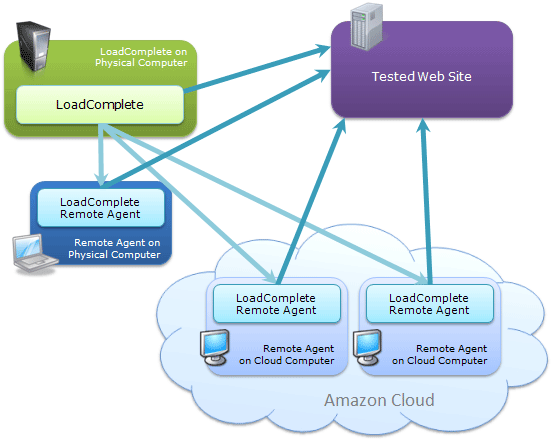 LoadComplete on
Physical Computer
LoadComplete
Tested Web Site
LoadComplete
Remote Agent
Remote Agent on
Physical Computer
LoadComplete
Remote Agent
Remote Agent
on Cloud Computer
LoadComplete
Remote Agent
Remote Agent
on Cloud Computer
Amazon Cloud